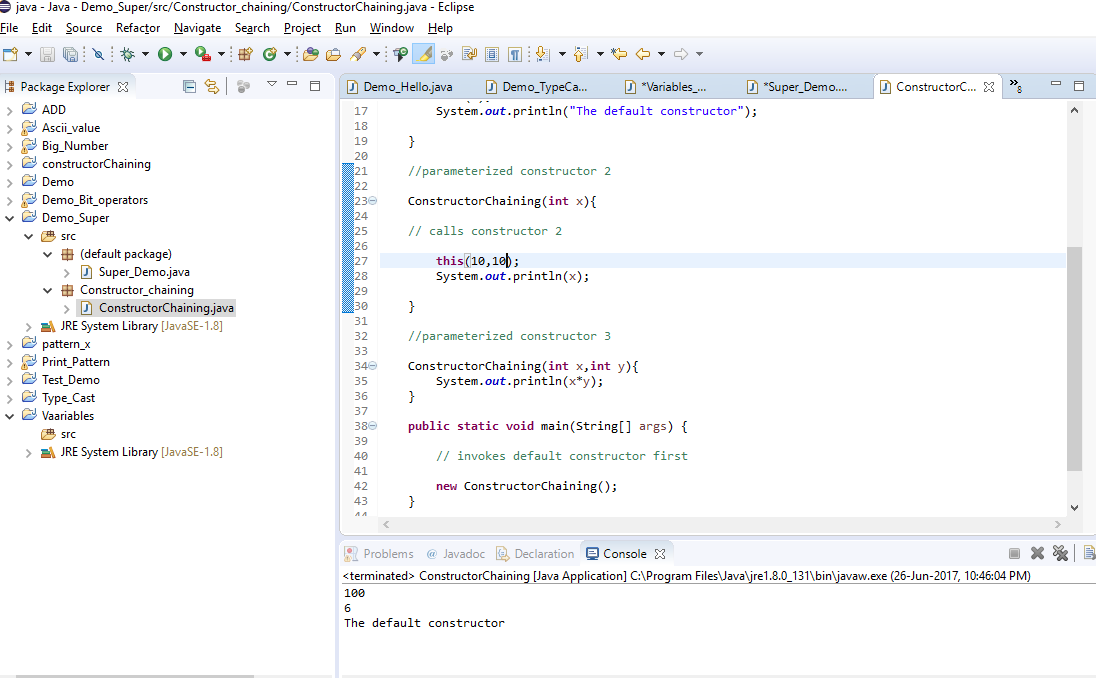 java - Java - Demo_Super/src/Constructor_chaining/ConstructorChaining.java - Eclipse
File Edit Source Refactor Navigate Search Project Run Window Help
Package Explorer
ADD
Ascii_value
Big_Number
constructorChaining
Demo
Demo_Bit_operators
Demo_Super
src
(default package)
Super_Demo.java
Constructor_chaining
ConstructorChaining.java
JRE System Library [JavaSE-1.8]
pattern_x
Print_Pattern
Test_Demo
Type_Cast
Vaariables
src
JRE System Library [JavaSE-1.8]
Demo_Hello.java Demo_TypeCa... *Variables_... *Super_Demo.... ConstructorC... »8
17 System.out.println("The default constructor");
18
19 }
20
21 //parameterized constructor 2
22
23 ConstructorChaining(int x){
24
25 // calls constructor 2
26
27 this(10,10);
28 System.out.println(x);
29
30 }
31
32 //parameterized constructor 3
33
34 ConstructorChaining(int x,int y){
35 System.out.println(x*y);
36 }
37
38 public static void main(String[] args) {
39
40 // invokes default constructor first
41
42 new ConstructorChaining();
43 }
44
Problems @ Javadoc Declaration Console
<terminated> ConstructorChaining [Java Application] C:\Program Files\Java\jre1.8.0_131\bin\javaw.exe (26-Jun-2017, 10:46:04 PM)
100
6
The default constructor